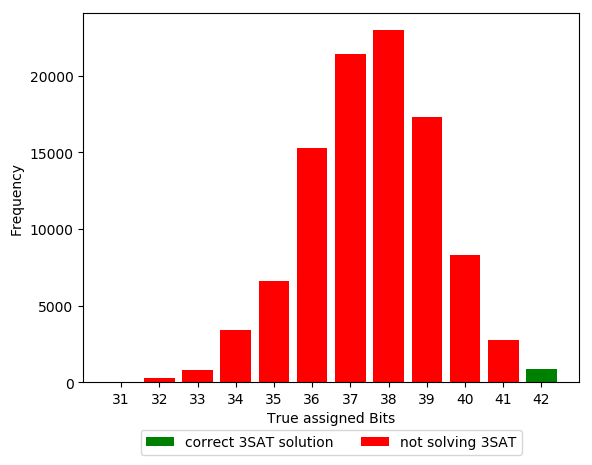 20000
15000
10000
5000
0
Frequency
31 32 33 34 35 36 37 38 39 40 41 42
True assigned Bits
correct 3SAT solution not solving 3SAT